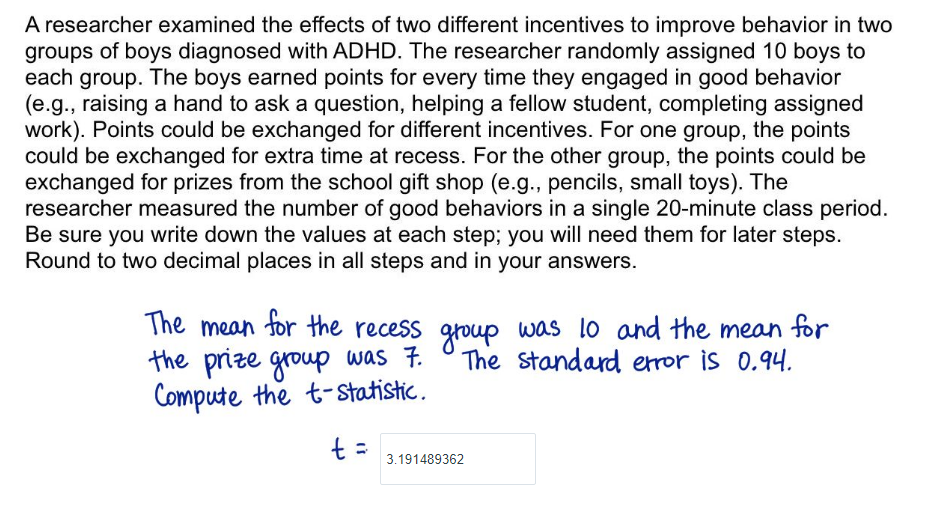 A researcher examined the effects of two different incentives to improve behavior in two
groups of boys diagnosed with ADHD. The researcher randomly assigned 10 boys to
each group. The boys earned points for every time they engaged in good behavior
(e.g., raising a hand to ask a question, helping a fellow student, completing assigned
work). Points could be exchanged for different incentives. For one group, the points
could be exchanged for extra time at recess. For the other group, the points could be
exchanged for prizes from the school gift shop (e.g., pencils, small toys). The
researcher measured the number of good behaviors in a single 20-minute class period.
Be sure you write down the values at each step; you will need them for later steps.
Round to two decimal places in all steps and in your answers.
The mean for the recess group was 10 and the mean for
the prize group was 7. The standard error is 0.94.
Compute the t-statistic.
t = 3.191489362